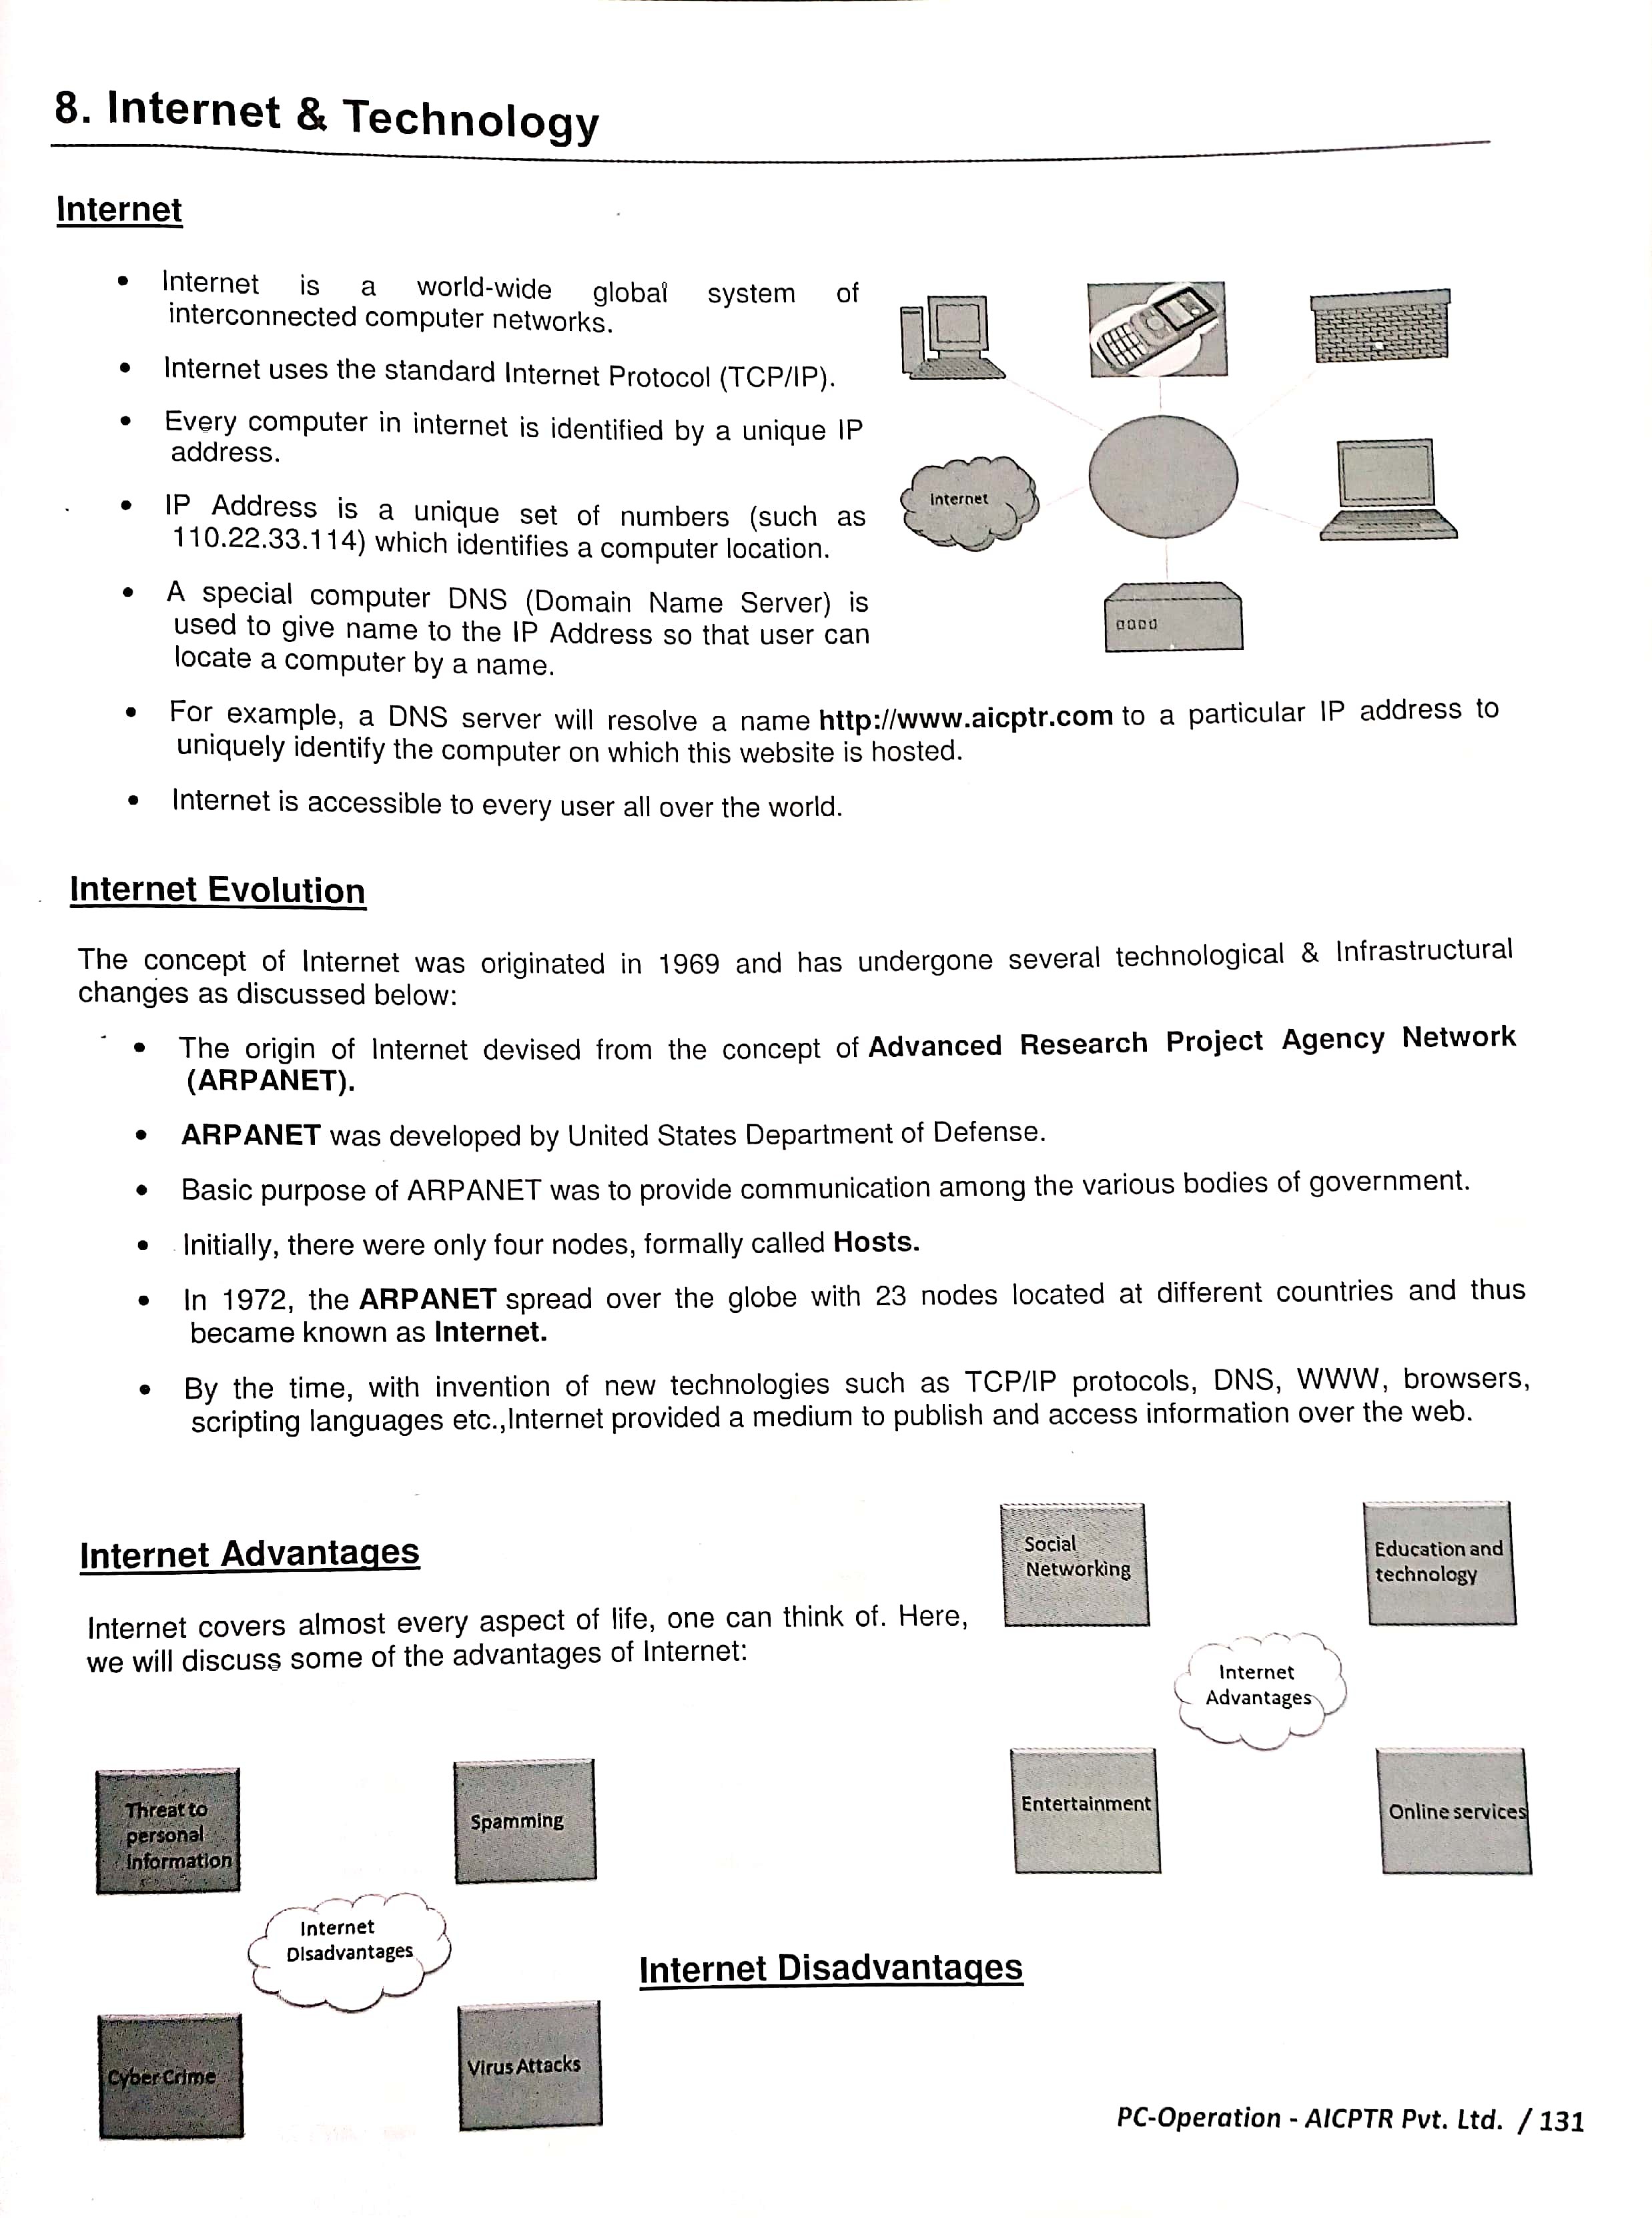 8. Internet & Technology
Internet
• Internet is a world-wide global system of
interconnected computer networks.
• Internet uses the standard Internet Protocol (TCP/IP).
• Every computer in internet is identified by a unique IP
address.
• IP Address is a unique set of numbers (such as
110.22.33.114) which identifies a computer location.
• A special computer DNS (Domain Name Server) is
used to give name to the IP Address so that user can
locate a computer by a name.
Internet
• For example, a DNS server will resolve a name http://www.aicptr.com to a particular IP address to
uniquely identify the computer on which this website is hosted.
• Internet is accessible to every user all over the world.
Internet Evolution
The concept of Internet was originated in 1969 and has undergone several technological & Infrastructural
changes as discussed below:
• The origin of Internet devised from the concept of Advanced Research Project Agency Network
(ARPANET).
• ARPANET was developed by United States Department of Defense.
• Basic purpose of ARPANET was to provide communication among the various bodies of government.
• Initially, there were only four nodes, formally called Hosts.
• In 1972, the ARPANET spread over the globe with 23 nodes located at different countries and thus
became known as Internet.
• By the time, with invention of new technologies such as TCP/IP protocols, DNS, WWW, browsers,
scripting languages etc.,Internet provided a medium to publish and access information over the web.
Internet Advantages
Internet covers almost every aspect of life, one can think of. Here,
we will discuss some of the advantages of Internet:
Social
Networking
Education and
technology
Internet
Advantages
Entertainment
Online services
Threat to
personal
Information
Spamming
Internet
Disadvantages
Cyber Crime
Virus Attacks
Internet Disadvantages
PC-Operation - AICPTR Pvt. Ltd. / 131